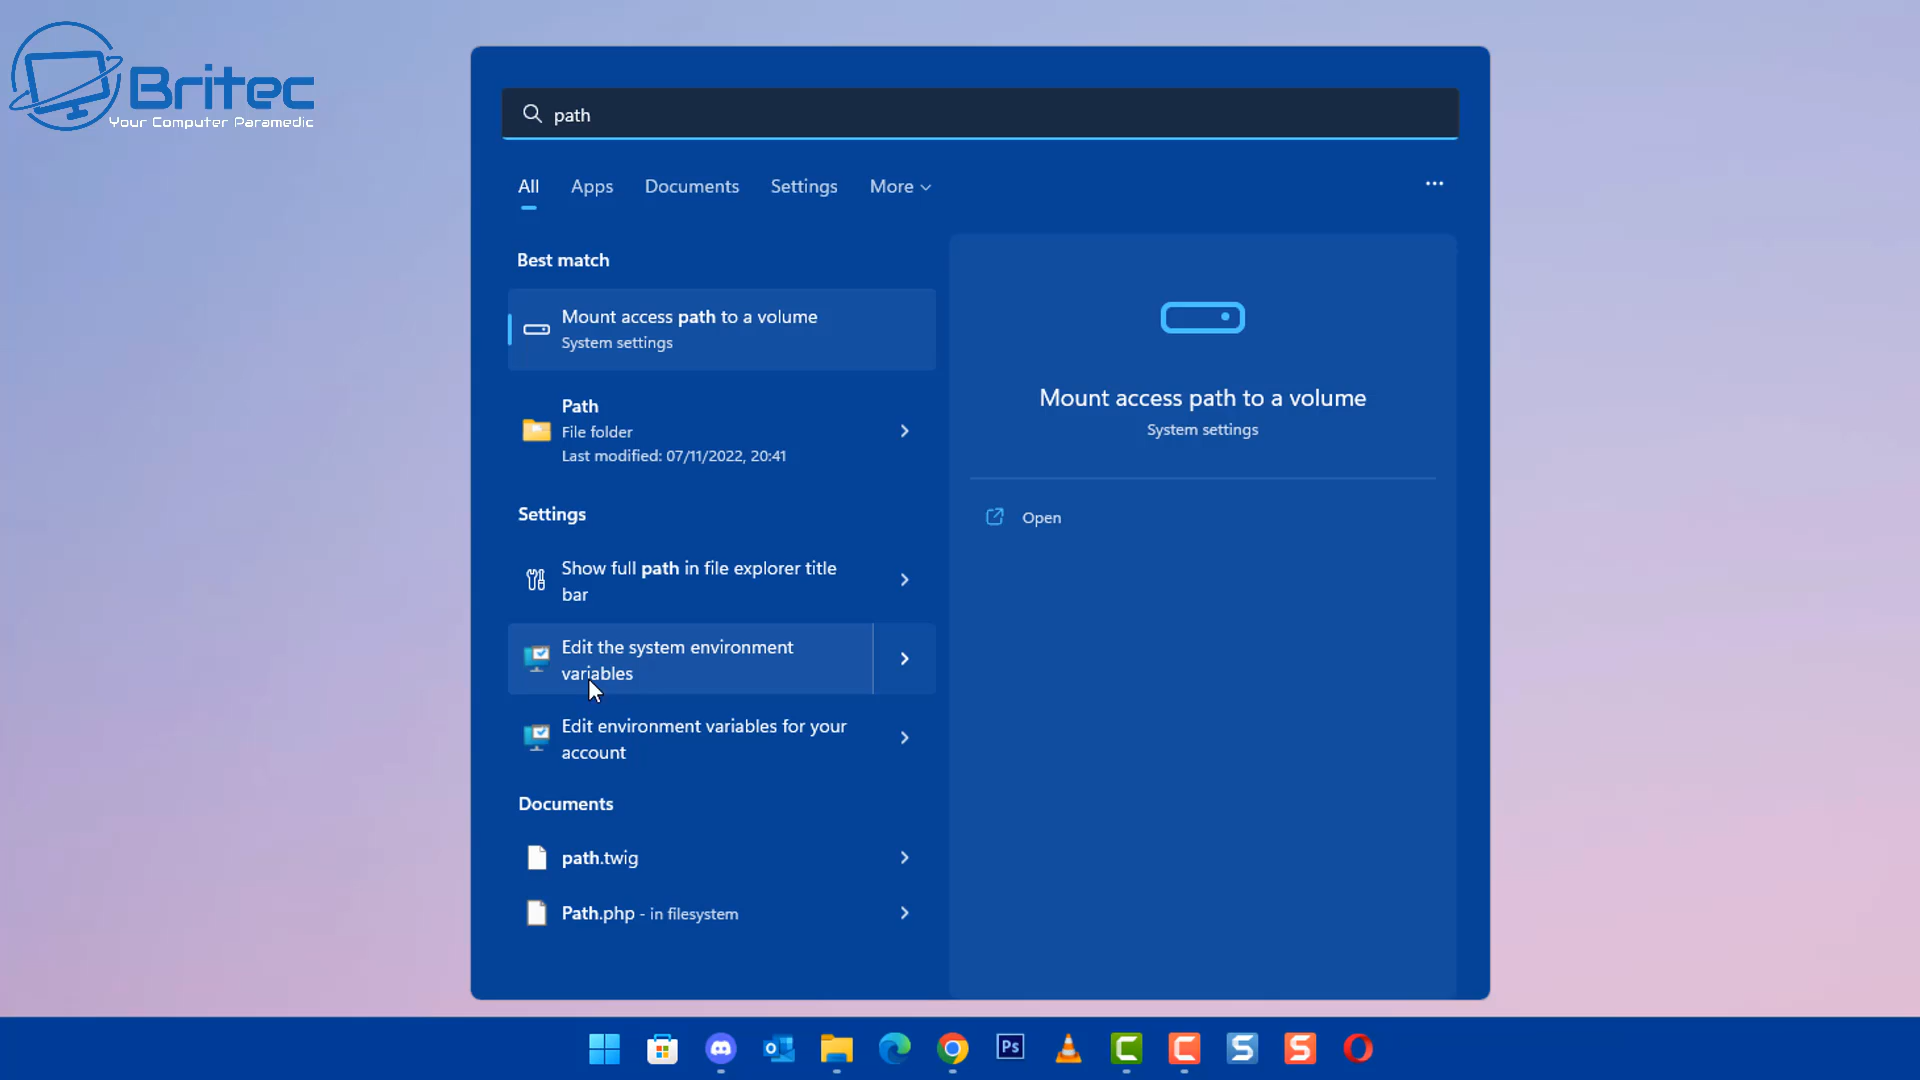 Britec
Your Computer Paramedic
path
All
Apps
Documents
Settings
More
Best match
Mount access path to a volume
System settings
Path
File folder
Last modified: 07/11/2022, 20:41
Settings
Show full path in file explorer title
bar
Edit the system environment
variables
Edit environment variables for your
account
Documents
path.twig
Path.php - in filesystem
Mount access path to a volume
System settings
Open
Ps